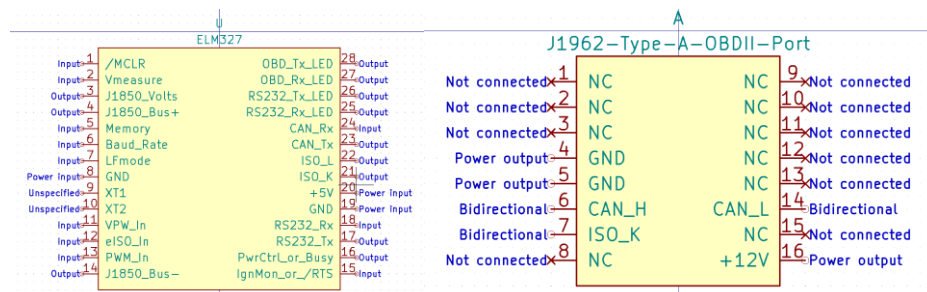 U
ELM327
Input 1 /MCLR OBD_Tx_LED 28 Output
Input 2 Vmeasure OBD_Rx_LED 27 Output
Output 3 J1850_Volts RS232_Tx_LED 26 Output
Output 4 J1850_Bus+ RS232_Rx_LED 25 Output
Input 5 Memory CAN_Rx 24 Input
Input 6 Baud_Rate CAN_Tx 23 Output
Input 7 LFmode ISO_L 22 Output
Power input 8 GND ISO_K 21 Output
Unspecified 9 XT1 +5V 20 Power input
Unspecified 10 XT2 GND 19 Power input
Input 11 VPW_In RS232_Rx 18 Input
Input 12 eISO_In RS232_Tx 17 Output
Input 13 PWM_In PwrCtrl_or_Busy 16 Output
Output 14 J1850_Bus- IgnMon_or_/RTS 15 Input
A
J1962-Type-A-OBDII-Port
Not connected 1 NC NC 9 Not connected
Not connected 2 NC NC 10 Not connected
Not connected 3 NC NC 11 Not connected
Power output 4 GND NC 12 Not connected
Power output 5 GND NC 13 Not connected
Bidirectional 6 CAN_H CAN_L 14 Bidirectional
Bidirectional 7 ISO_K NC 15 Not connected
Not connected 8 NC +12V 16 Power output